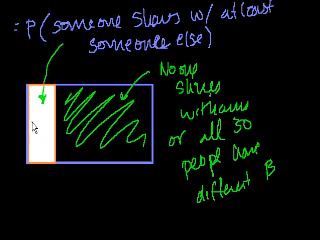 = P(someone shares w/ at least
someone else)
No one
shares
with anyone
or all 30
people have
different B